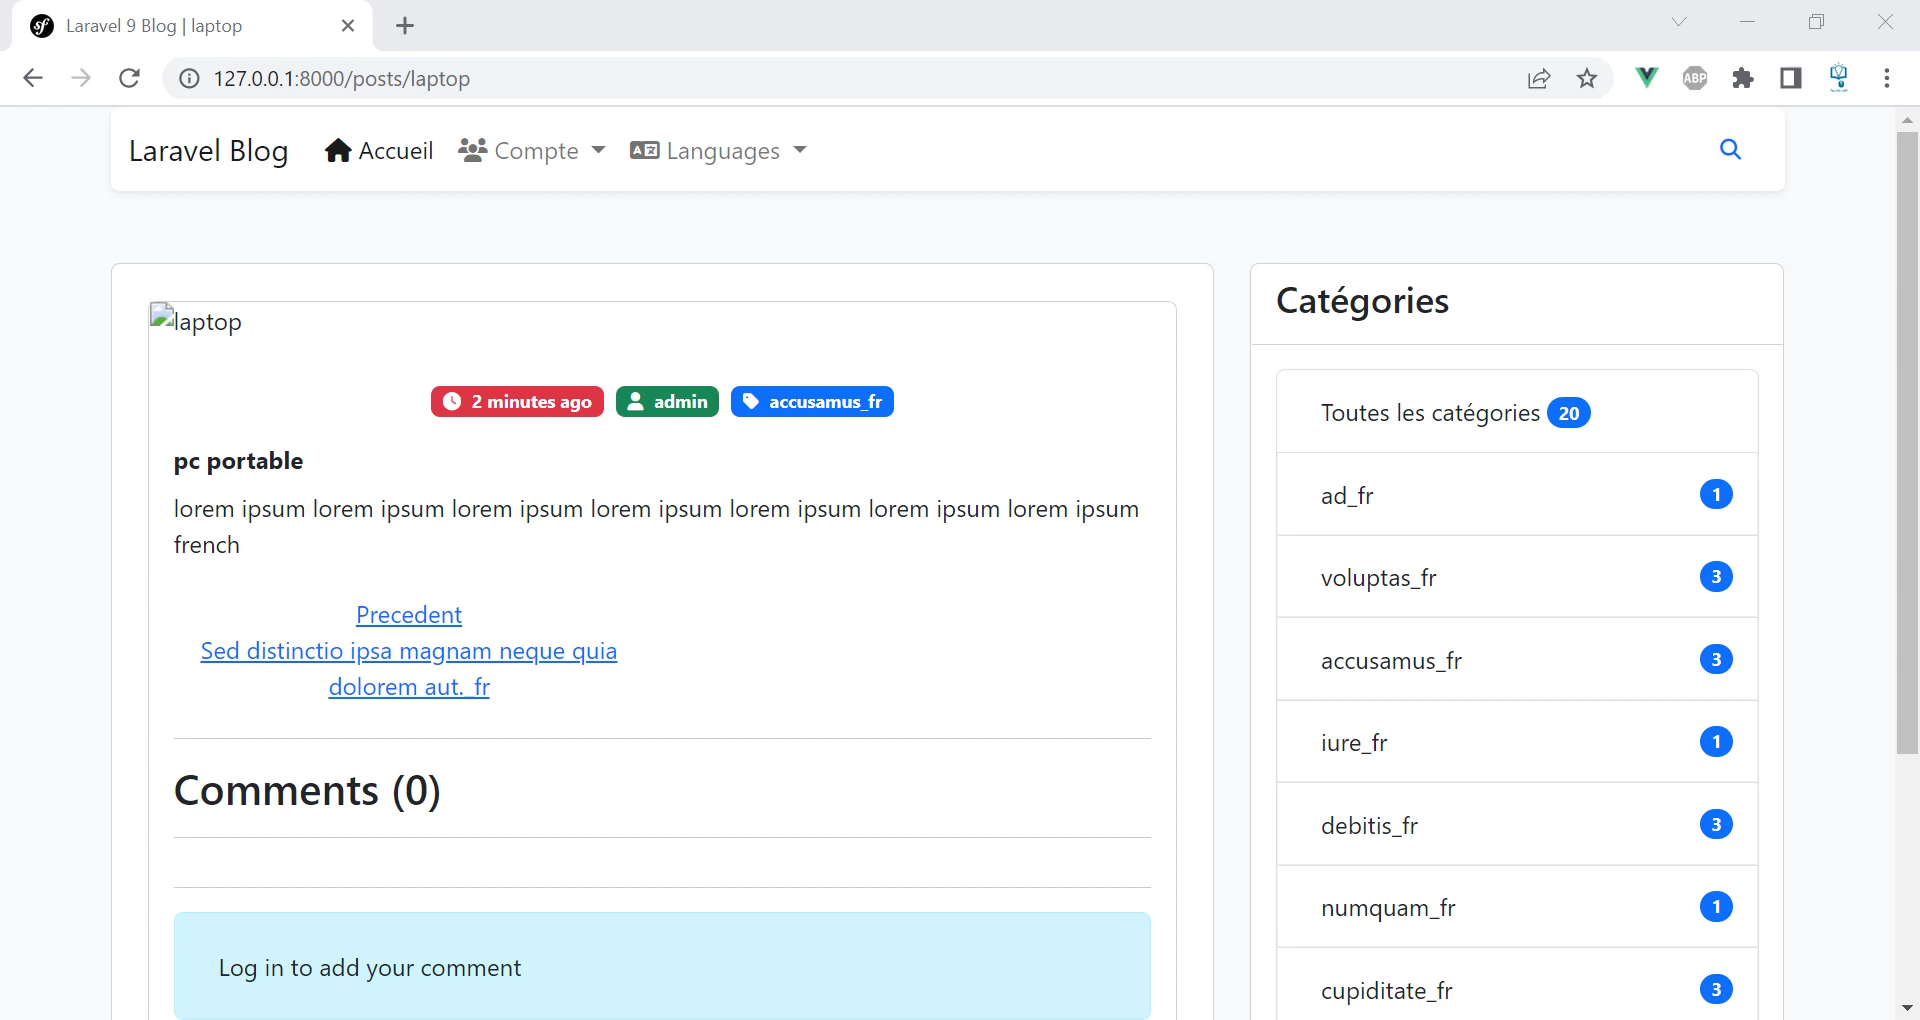 Laravel 9 Blog | laptop
127.0.0.1:8000/posts/laptop
ABP
Laravel Blog Accueil Compte Languages
laptop
2 minutes ago admin accusamus_fr
pc portable
lorem ipsum lorem ipsum lorem ipsum lorem ipsum lorem ipsum lorem ipsum lorem ipsum
french
Precedent
Sed distinctio ipsa magnam neque quia
dolorem aut._fr
Comments (0)
Log in to add your comment
Catégories
Toutes les catégories 20
ad_fr 1
voluptas_fr 3
accusamus_fr 3
iure_fr 1
debitis_fr 3
numquam_fr 1
cupiditate_fr 3